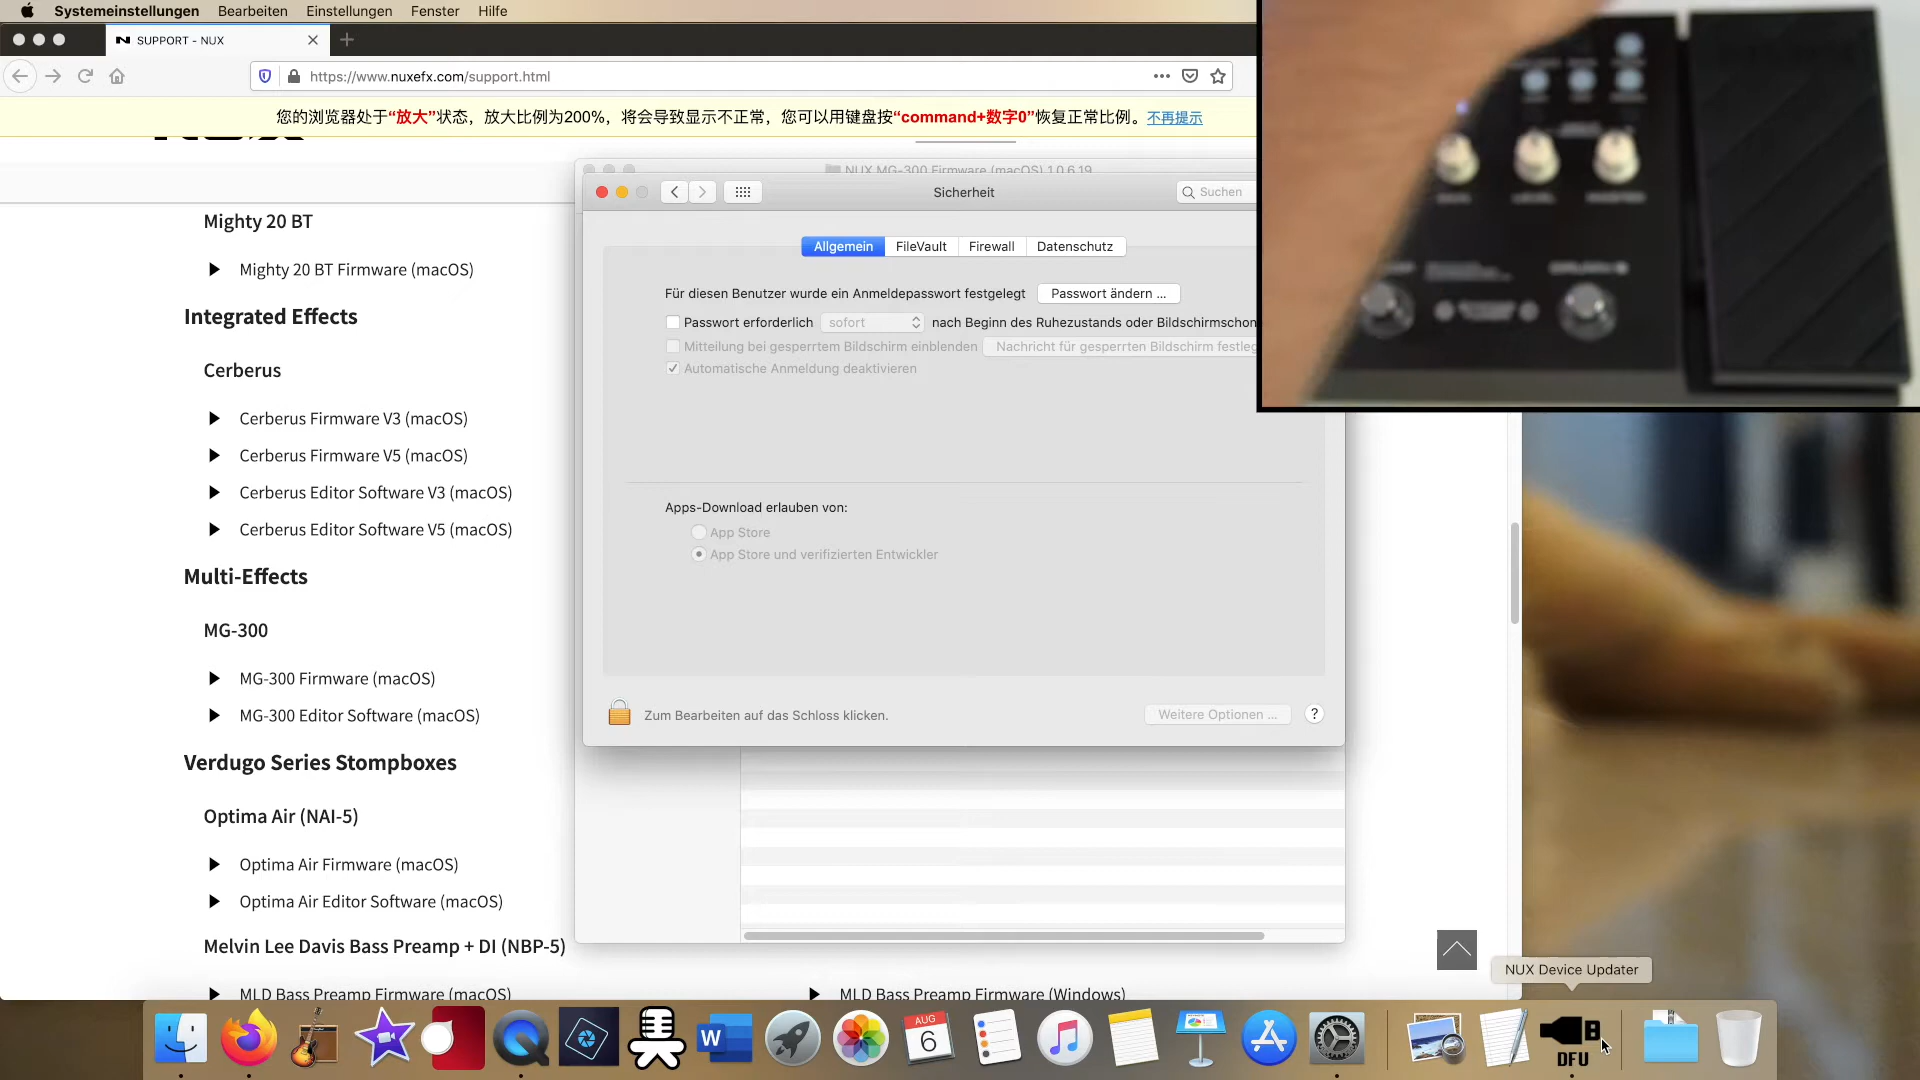 Systemeinstellungen Bearbeiten Einstellungen Fenster Hilfe
SUPPORT - NUX
https://www.nuxefx.com/support.html
您的浏览器处于“放大”状态，放大比例为200%，将会导致显示不正常，您可以用键盘按“command+数字0”恢复正常比例。不再提示
NUX MG-300 Firmware (macOS) 1.0.6.19
Sicherheit
Suchen
Allgemein FileVault Firewall Datenschutz
Für diesen Benutzer wurde ein Anmeldepasswort festgelegt Passwort ändern ...
Passwort erforderlich sofort nach Beginn des Ruhezustands oder Bildschirmschon
Mitteilung bei gesperrtem Bildschirm einblenden Nachricht für gesperrten Bildschirm festleg
Automatische Anmeldung deaktivieren
Apps-Download erlauben von:
App Store
App Store und verifizierten Entwickler
Zum Bearbeiten auf das Schloss klicken.
Weitere Optionen ... ?
Mighty 20 BT
Mighty 20 BT Firmware (macOS)
Integrated Effects
Cerberus
Cerberus Firmware V3 (macOS)
Cerberus Firmware V5 (macOS)
Cerberus Editor Software V3 (macOS)
Cerberus Editor Software V5 (macOS)
Multi-Effects
MG-300
MG-300 Firmware (macOS)
MG-300 Editor Software (macOS)
Verdugo Series Stompboxes
Optima Air (NAI-5)
Optima Air Firmware (macOS)
Optima Air Editor Software (macOS)
Melvin Lee Davis Bass Preamp + DI (NBP-5)
MLD Bass Preamp Firmware (macOS)
MLD Bass Preamp Firmware (Windows)
NUX Device Updater
W
AUG
6
DFU